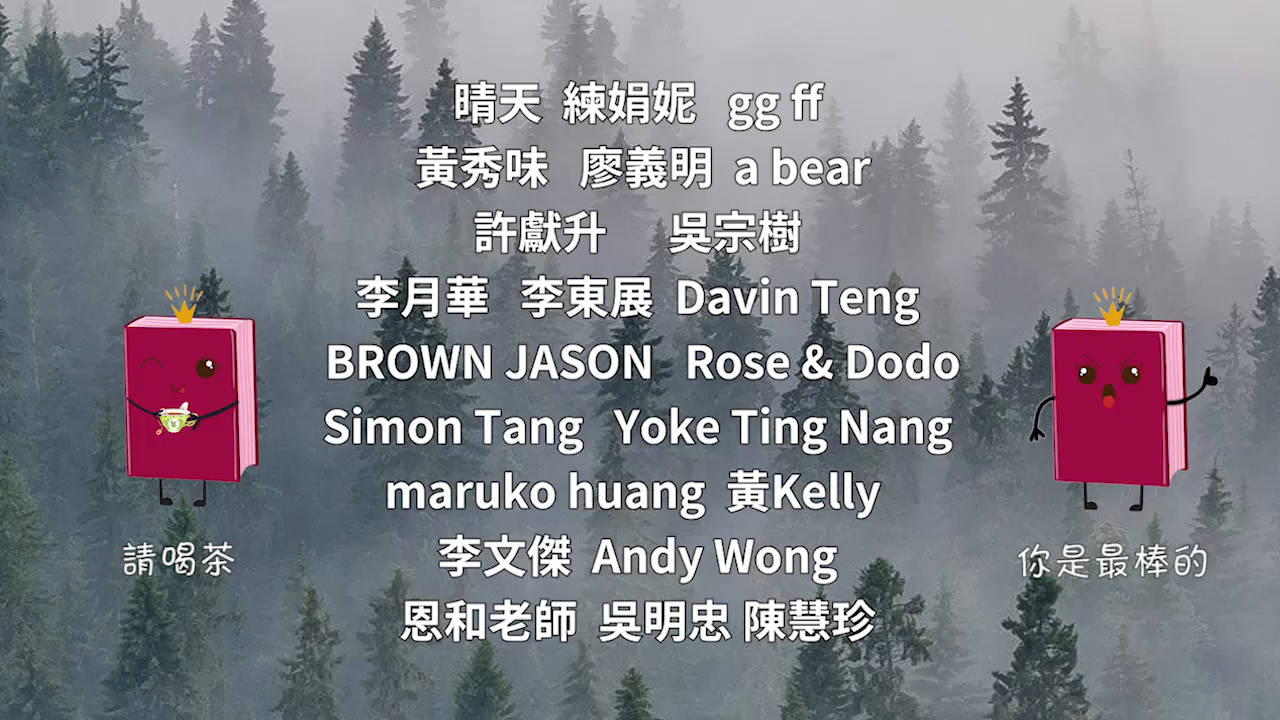 晴天 練娟妮 gg ff
黃秀味 廖義明 a bear
許獻升 吳宗樹
李月華 李東展 Davin Teng
BROWN JASON Rose & Dodo
Simon Tang Yoke Ting Nang
maruko huang 黃Kelly
李文傑 Andy Wong
恩和老師 吳明忠 陳慧珍
請喝茶
你是最棒的